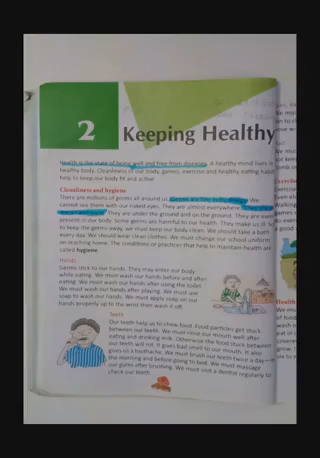 2 Keeping Healthy
Health is the state of being well and free from diseases. A healthy mind lives in
healthy body. Cleanliness of our body, games, exercise and healthy eating habit
help to keep our body fit and active.
Cleanliness and hygiene
There are millions of germs all around us. Germs are tiny We
cannot see them with our naked eyes. They are almost everywhere. They are
They are under the ground and on the ground. They are even
present in our body. Some germs are harmful to our health. They make us ill. So
to keep the germs away, we must keep our body clean. We should take a bath
every day. We should wear clean clothes. We must change our school uniform
on reaching home. The conditions or practices that help to maintain health are
called hygiene.
Hands
Germs stick to our hands. They may enter our body
while eating. We must wash our hands before and after
eating. We must wash our hands after using the toilet.
We must wash our hands after playing. We must use
soap to wash our hands. We must apply soap on our
hands properly up to the wrist then wash it off.
Teeth
Our teeth help us to chew food. Food particles get stuck
between our teeth. We must rinse our mouth well after
eating and drinking milk. Otherwise the food stuck between
our teeth will rot. It gives bad smell to our mouth. It also
gives us a toothache. We must brush our teeth twice a day—in
the morning and before going to bed. We must massage
our gums after brushing. We must visit a dentist regularly to
check our teeth.